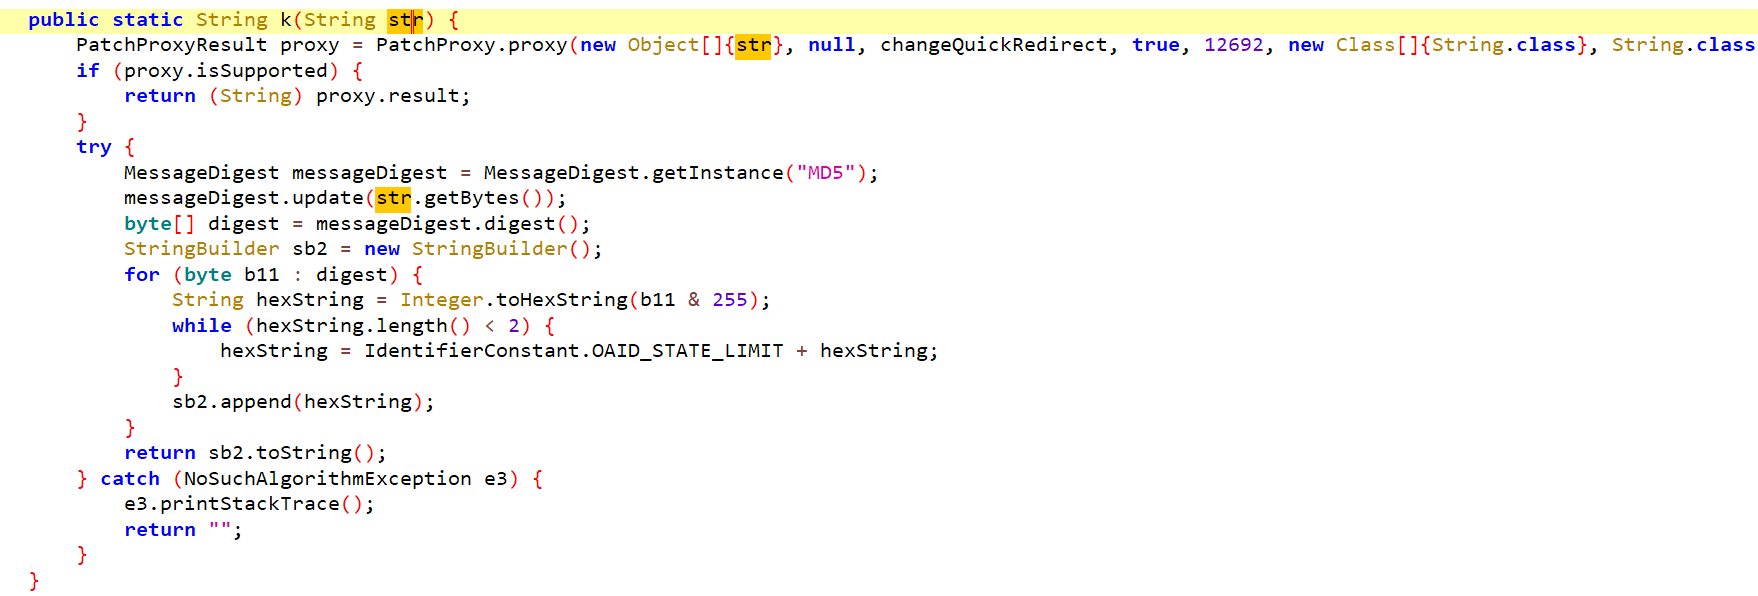 public static String k(String str) {
    PatchProxyResult proxy = PatchProxy.proxy(new Object[]{str}, null, changeQuickRedirect, true, 12692, new Class[]{String.class}, String.class
    if (proxy.isSupported) {
        return (String) proxy.result;
    }
    try {
        MessageDigest messageDigest = MessageDigest.getInstance("MD5");
        messageDigest.update(str.getBytes());
        byte[] digest = messageDigest.digest();
        StringBuilder sb2 = new StringBuilder();
        for (byte b11 : digest) {
            String hexString = Integer.toHexString(b11 & 255);
            while (hexString.length() < 2) {
                hexString = IdentifierConstant.OAID_STATE_LIMIT + hexString;
            }
            sb2.append(hexString);
        }
        return sb2.toString();
    } catch (NoSuchAlgorithmException e3) {
        e3.printStackTrace();
        return "";
    }
}